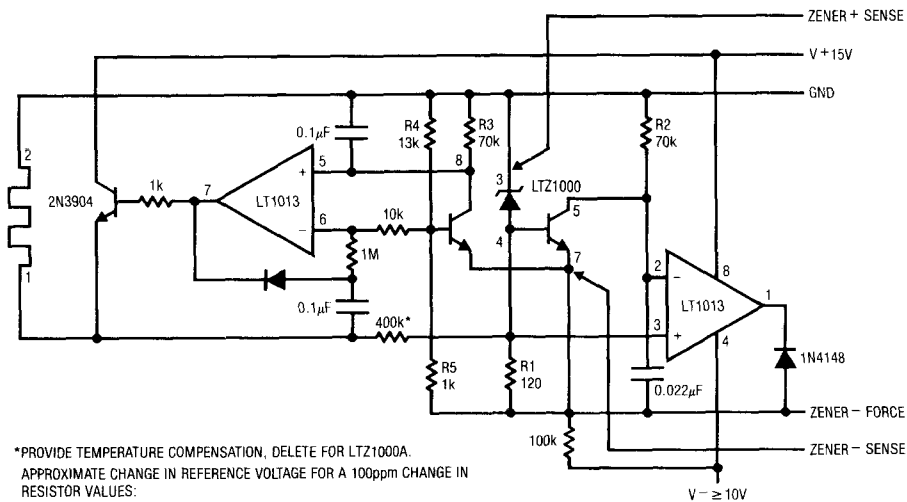 ZENER + SENSE
V + 15V
GND
R4
13k
R3
70k
R2
70k
0.1µF
2
3
LTZ1000
8
5
+
LT1013
7
1k
2N3904
6
−
10k
5
4
7
1M
2
−
8
LT1013
1
3
+
4
1
0.1µF
400k*
R5
1k
R1
120
0.022µF
1N4148
ZENER – FORCE
100k
ZENER – SENSE
V – ≥ 10V
*PROVIDE TEMPERATURE COMPENSATION, DELETE FOR LTZ1000A.
APPROXIMATE CHANGE IN REFERENCE VOLTAGE FOR A 100ppm CHANGE IN
RESISTOR VALUES: